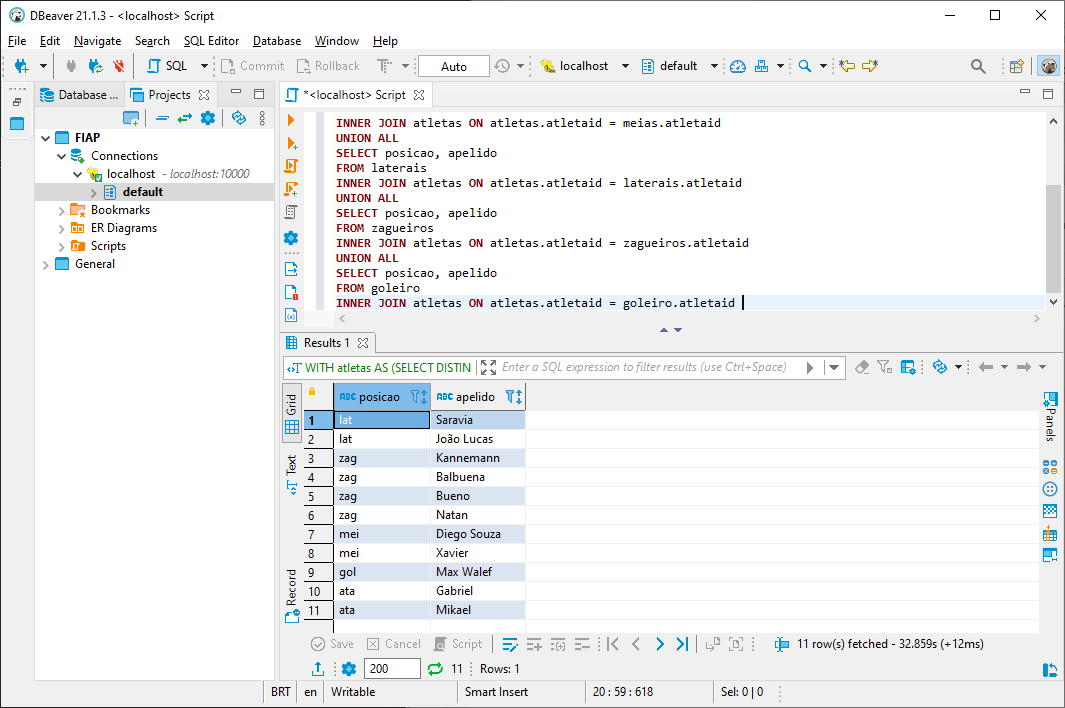 DBeaver 21.1.3 - <localhost> Script
File Edit Navigate Search SQL Editor Database Window Help
SQL Commit Rollback Auto localhost default
Database ... Projects
FIAP
Connections
localhost - localhost:10000
default
Bookmarks
ER Diagrams
Scripts
General
*<localhost> Script
INNER JOIN atletas ON atletas.atletaid = meias.atletaid
UNION ALL
SELECT posicao, apelido
FROM laterais
INNER JOIN atletas ON atletas.atletaid = laterais.atletaid
UNION ALL
SELECT posicao, apelido
FROM zagueiros
INNER JOIN atletas ON atletas.atletaid = zagueiros.atletaid
UNION ALL
SELECT posicao, apelido
FROM goleiro
INNER JOIN atletas ON atletas.atletaid = goleiro.atletaid
Results 1
WITH atletas AS (SELECT DISTIN Enter a SQL expression to filter results (use Ctrl+Space)
Grid
Text
Record
ABC posicao ABC apelido
1 lat Saravia
2 lat João Lucas
3 zag Kannemann
4 zag Balbuena
5 zag Bueno
6 zag Natan
7 mei Diego Souza
8 mei Xavier
9 gol Max Walef
10 ata Gabriel
11 ata Mikael
Panels
Save Cancel Script 11 row(s) fetched - 32.859s (+12ms)
200 11 Rows: 1
BRT en Writable Smart Insert 20 : 59 : 618 Sel: 0 | 0